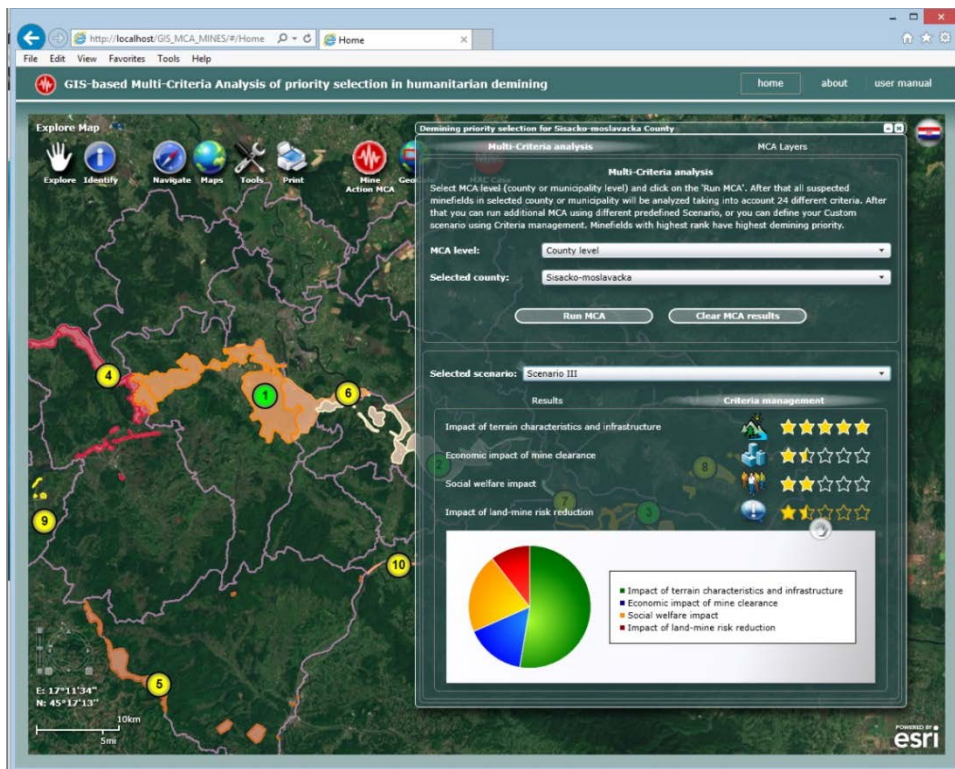 http://localhost/GIS_MCA_MINES/#/Home
Home
File Edit View Favorites Tools Help
GIS-based Multi-Criteria Analysis of priority selection in humanitarian demining
home about user manual
Explore Map
Explore Identify Navigate Maps Tools Print Mine Action MCA
Demining priority selection for Sisacko-moslavacka County
Multi-Criteria analysis MCA Layers
Multi-Criteria analysis
Select MCA level (county or municipality level) and click on the 'Run MCA'. After that all suspected
minefields in selected county or municipality will be analyzed taking into account 24 different criteria. After
that you can run additional MCA using different predefined Scenario, or you can define your Custom
scenario using Criteria management. Minefields with highest rank have highest demining priority.
MCA level: County level
Selected county: Sisacko-moslavacka
Run MCA Clear MCA results
Selected scenario: Scenario III
Results Criteria management
Impact of terrain characteristics and infrastructure
Economic impact of mine clearance
Social welfare impact
Impact of land-mine risk reduction
Impact of terrain characteristics and infrastructure
Economic impact of mine clearance
Social welfare impact
Impact of land-mine risk reduction
4
1
6
2
8
7
3
9
10
5
E: 17°11'34"
N: 45°17'13"
10km
5mi
POWERED BY
esri